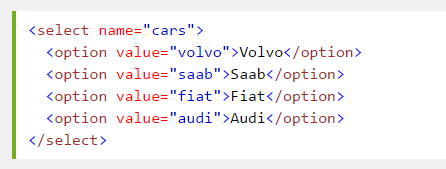 <select name="cars">
<option value="volvo">Volvo</option>
<option value="saab">Saab</option>
<option value="fiat">Fiat</option>
<option value="audi">Audi</option>
</select>